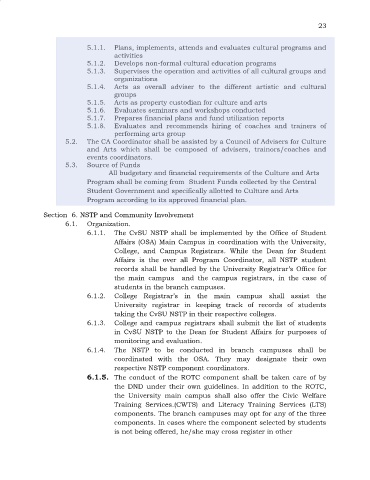 23
5.1.1. Plans, implements, attends and evaluates cultural programs and
activities
5.1.2. Develops non-formal cultural education programs
5.1.3. Supervises the operation and activities of all cultural groups and
organizations
5.1.4. Acts as overall adviser to the different artistic and cultural
groups
5.1.5. Acts as property custodian for culture and arts
5.1.6. Evaluates seminars and workshops conducted
5.1.7. Prepares financial plans and fund utilization reports
5.1.8. Evaluates and recommends hiring of coaches and trainers of
performing arts group
5.2. The CA Coordinator shall be assisted by a Council of Advisers for Culture
and Arts which shall be composed of advisers, trainors/coaches and
events coordinators.
5.3. Source of Funds
All budgetary and financial requirements of the Culture and Arts
Program shall be coming from Student Funds collected by the Central
Student Government and specifically allotted to Culture and Arts
Program according to its approved financial plan.
Section 6. NSTP and Community Involvement
6.1. Organization.
6.1.1. The CvSU NSTP shall be implemented by the Office of Student
Affairs (OSA) Main Campus in coordination with the University,
College, and Campus Registrars. While the Dean for Student
Affairs is the over all Program Coordinator, all NSTP student
records shall be handled by the University Registrar's Office for
the main campus and the campus registrars, in the case of
students in the branch campuses.
6.1.2. College Registrar's in the main campus shall assist the
University registrar in keeping track of records of students
taking the CvSU NSTP in their respective colleges.
6.1.3. College and campus registrars shall submit the list of students
in CvSU NSTP to the Dean for Student Affairs for purposes of
monitoring and evaluation.
6.1.4. The NSTP to be conducted in branch campuses shall be
coordinated with the OSA. They may designate their own
respective NSTP component coordinators.
6.1.5. The conduct of the ROTC component shall be taken care of by
the DND under their own guidelines. In addition to the ROTC,
the University main campus shall also offer the Civic Welfare
Training Services.(CWTS) and Literacy Training Services (LTS)
components. The branch campuses may opt for any of the three
components. In cases where the component selected by students
is not being offered, he/she may cross register in other